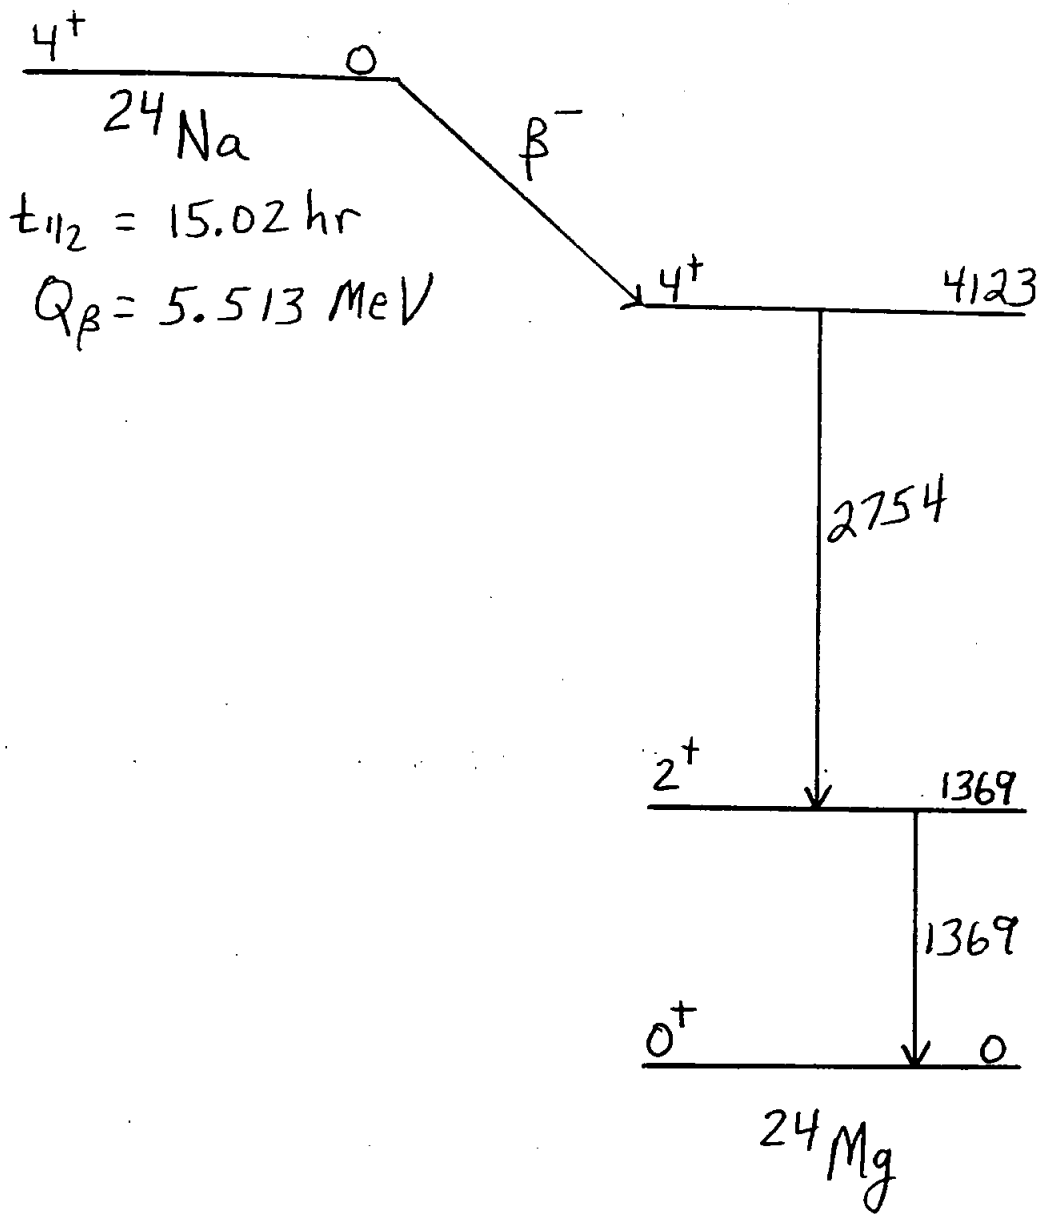 4⁺ 0
²⁴Na
β⁻
t₁/₂ = 15.02 hr
4⁺ 4123
Qᵦ = 5.513 MeV
2754
2⁺ 1369
1369
0⁺ 0
²⁴Mg